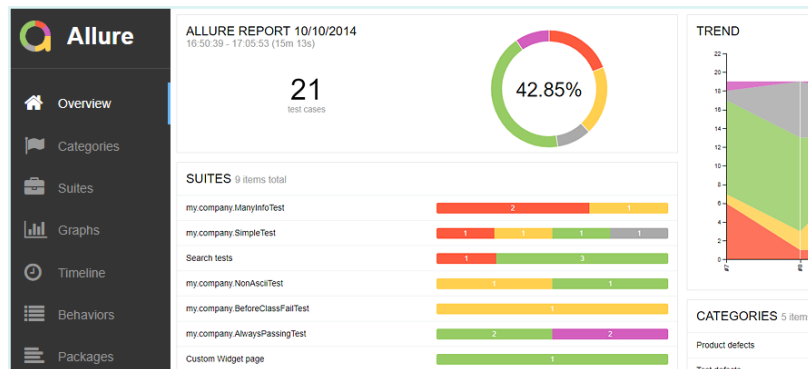 Allure
Overview
Categories
Suites
Graphs
Timeline
Behaviors
Packages
ALLURE REPORT 10/10/2014
16:50:39 - 17:05:53 (15m 13s)
21
test cases
42.85%
SUITES 9 items total
my.company.ManyInfoTest 2 1
my.company.SimpleTest 1 1 1 1
Search tests 1 3
my.company.NonAsciiTest 1 1
my.company.BeforeClassFailTest 1
my.company.AlwaysPassingTest 2 2
Custom Widget page 1
TREND
22
20
18
16
14
12
10
8
6
4
2
0
#7
#8
CATEGORIES 5 item
Product defects